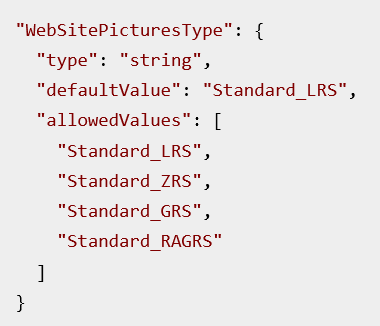 "WebSitePicturesType": {
"type": "string",
"defaultValue": "Standard_LRS",
"allowedValues": [
"Standard_LRS",
"Standard_ZRS",
"Standard_GRS",
"Standard_RAGRS"
]
}